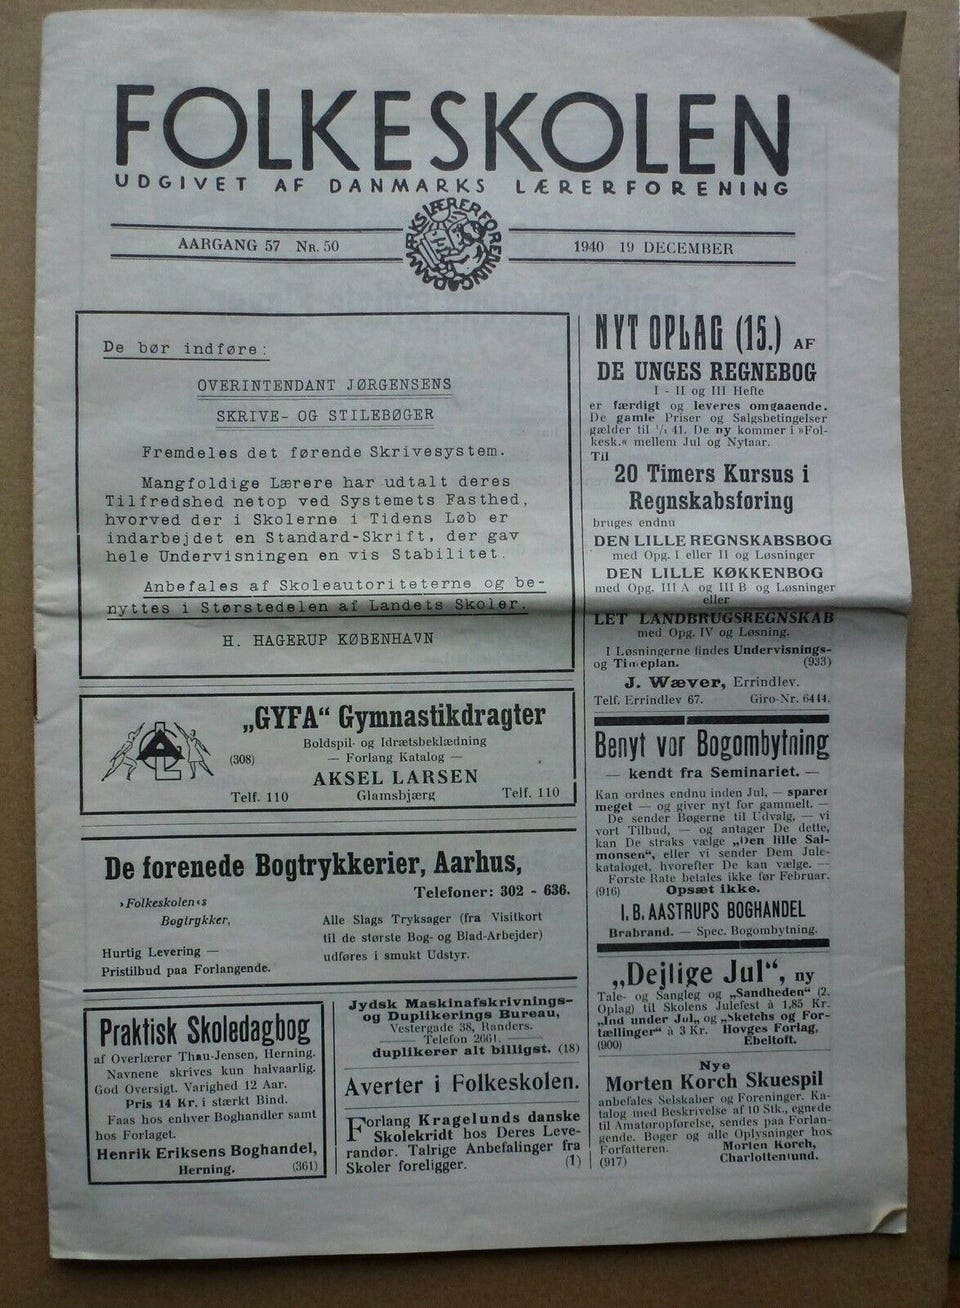 FOLKESKOLEN
UDGIVET AF DANMARKS LÆRERFORENING
AARGANG 57 NR. 50
DANMARKS LÆRERFORENING
1940 19 DECEMBER
De bør indføre:
OVERINTENDANT JØRGENSENS
SKRIVE- OG STILEBØGER
Fremdeles det førende Skrivesystem.
Mangfoldige Lærere har udtalt deres
Tilfredshed netop ved Systemets Fasthed,
hvorved der i Skolerne i Tidens Løb er
indarbejdet en Standard-Skrift, der gav
hele Undervisningen en vis Stabilitet.
Anbefales af Skoleautoriteterne og be-
nyttes i Størstedelen af Landets Skoler.
H. HAGERUP KØBENHAVN
„GYFA“ Gymnastikdragter
Boldspil- og Idrætsbeklædning
(308) — Forlang Katalog —
AKSEL LARSEN
Telf. 110 Glamsbjærg Telf. 110
De forenede Bogtrykkerier, Aarhus,
Telefoner: 302 - 636.
›Folkeskolen‹s
Bogtrykker,
Hurtig Levering —
Pristilbud paa Forlangende.
Alle Slags Tryksager (fra Visitkort
til de største Bog- og Blad-Arbejder)
udføres i smukt Udstyr.
Praktisk Skoledagbog
af Overlærer Thau-Jensen, Herning.
Navnene skrives kun halvaarlig.
God Oversigt. Varighed 12 Aar.
Pris 14 Kr. i stærkt Bind.
Faas hos enhver Boghandler samt
hos Forlaget.
Henrik Eriksens Boghandel,
Herning. (361)
Jydsk Maskinafskrivnings-
og Duplikerings Bureau,
Vestergade 38, Randers.
Telefon 2661.
duplikerer alt billigst. (18)
Averter i Folkeskolen.
Forlang Kragelunds danske
Skolekridt hos Deres Leve-
randør. Talrige Anbefalinger fra
Skoler foreligger. (1)
NYT OPLAG (15.) AF
DE UNGES REGNEBOG
I - II og III Hefte
er færdigt og leveres omgaaende.
De gamle Priser og Salgsbetingelser
gælder til 1/1 41. De ny kommer i »Fol-
kesk.« mellem Jul og Nytaar.
Til
20 Timers Kursus i
Regnskabsføring
bruges endnu
DEN LILLE REGNSKABSBOG
med Opg. I eller II og Løsninger
DEN LILLE KØKKENBOG
med Opg. III A og III B og Løsninger
eller
LET LANDBRUGSREGNSKAB
med Opg. IV og Løsning.
I Løsningerne findes Undervisnings-
og Timeplan. (933)
J. Wæver, Errindlev.
Telf. Errindlev 67. Giro-Nr. 6414.
Benyt vor Bogombytning
— kendt fra Seminariet. —
Kan ordnes endnu inden Jul, — sparer
meget — og giver nyt for gammelt. —
De sender Bøgerne til Udvalg, — vi
vort Tilbud, — og antager De dette,
kan De straks vælge „Den lille Sal-
monsen“, eller vi sender Dem Jule-
kataloget, hvorefter De kan vælge. —
Første Rate betales ikke før Februar.
(916) Opsæt ikke.
I. B. AASTRUPS BOGHANDEL
Brabrand. — Spec. Bogombytning.
„Dejlige Jul“, ny
Tale- og Sangleg og „Sandheden“ (2.
Oplag) til Skolens Julefest à 1,85 Kr.
„Ind under Jul„ og „Sketchs og For-
tællinger“ à 3 Kr. Hovges Forlag,
(900) Ebeltoft.
Nye
Morten Korch Skuespil
anbefales Selskaber og Foreninger. Ka-
talog med Beskrivelse af 10 Stk., egnede
til Amatøropførelse, sendes paa Forlan-
gende. Bøger og alle Oplysninger hos
Forfatteren. Morten Korch,
(917) Charlottenlund.